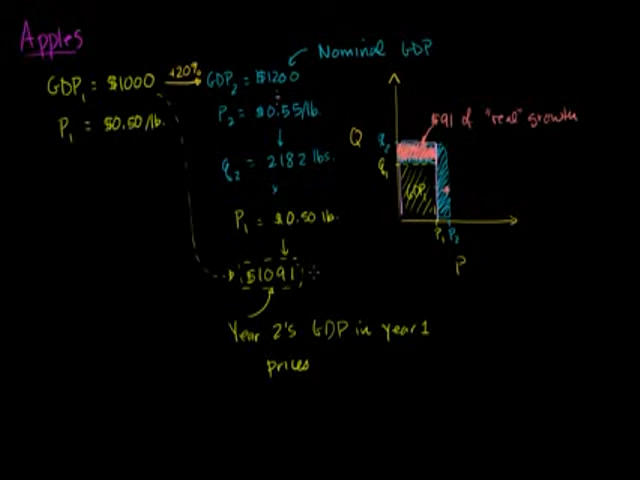 Apples
GDP₁ = $1000 +20% GDP₂ = $1200 Nominal GDP
P₁ = $0.50/lb.
÷
P₂ = $0.55/lb.
q₂ = 2182 lbs.
×
P₁ = $0.50 lb.
$1091
Year 2's GDP in year 1
prices
$91 of "real" growth
Q
q₂
q₁
GDP₁
P₁ P₂
P